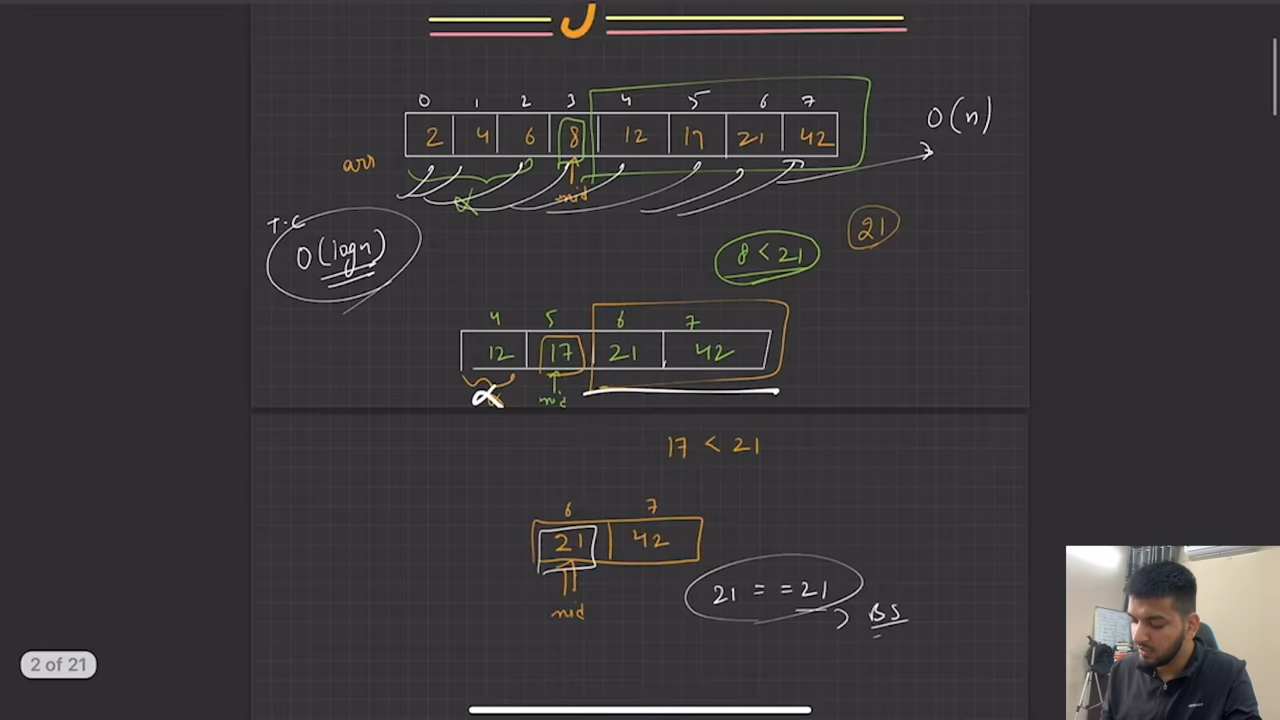 0 1 2 3 4 5 6 7
O(n)
arr 2 4 6 8 12 17 21 42
mid
T.C
O(logn)
21
8 < 21
4 5 6 7
12 17 21 42
mid
17 < 21
6 7
21 42
mid
21 = = 21
BS
2 of 21